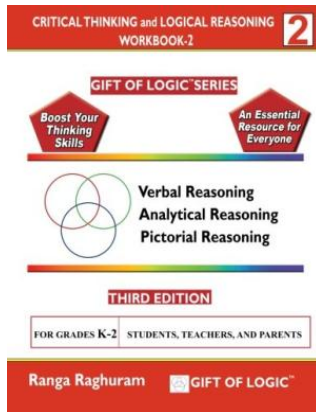 CRITICAL THINKING and LOGICAL REASONING
WORKBOOK-2
2
GIFT OF LOGIC™SERIES
Boost Your
Thinking
Skills
An Essential
Resource for
Everyone
Verbal Reasoning
Analytical Reasoning
Pictorial Reasoning
THIRD EDITION
FOR GRADES K-2 STUDENTS, TEACHERS, AND PARENTS
Ranga Raghuram GIFT OF LOGIC™